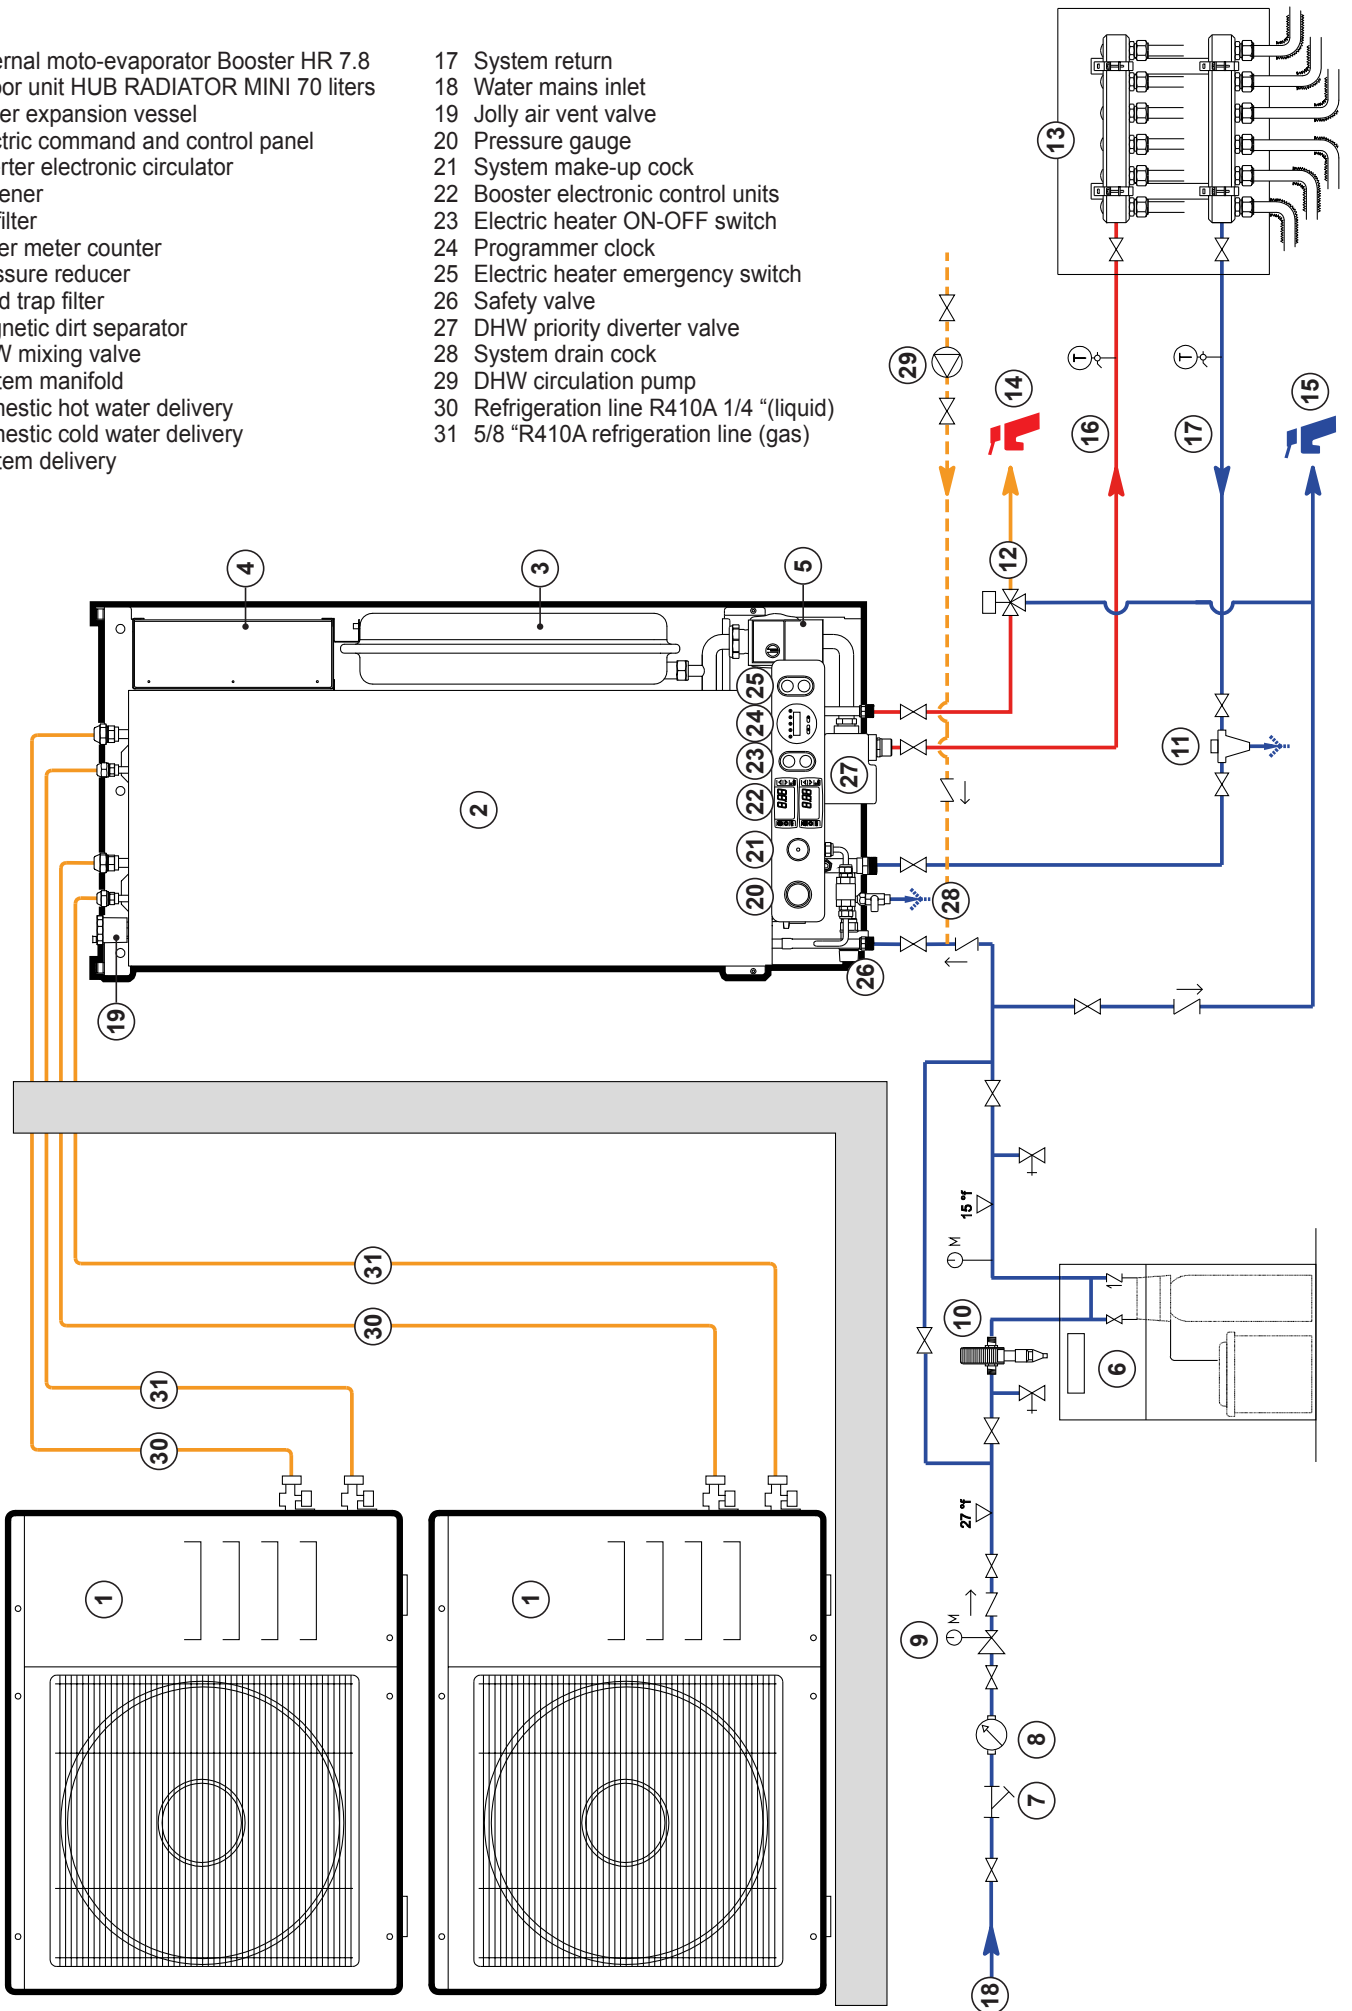 ernal moto-evaporator Booster HR 7.8
oor unit HUB RADIATOR MINI 70 liters
er expansion vessel
ctric command and control panel
rter electronic circulator
ener
filter
er meter counter
ssure reducer
d trap filter
gnetic dirt separator
W mixing valve
tem manifold
mestic hot water delivery
mestic cold water delivery
tem delivery
17 System return
18 Water mains inlet
19 Jolly air vent valve
20 Pressure gauge
21 System make-up cock
22 Booster electronic control units
23 Electric heater ON-OFF switch
24 Programmer clock
25 Electric heater emergency switch
26 Safety valve
27 DHW priority diverter valve
28 System drain cock
29 DHW circulation pump
30 Refrigeration line R410A 1/4 “(liquid)
31 5/8 “R410A refrigeration line (gas)
13
29
14
T
16
T
17
15
4
3
5
12
25
24
23
27
22
8.88
8.88
2
21
20
11
28
26
19
31
30
31
30
15 °f
M
10
6
27 °f
1
1
9
M
8
7
18